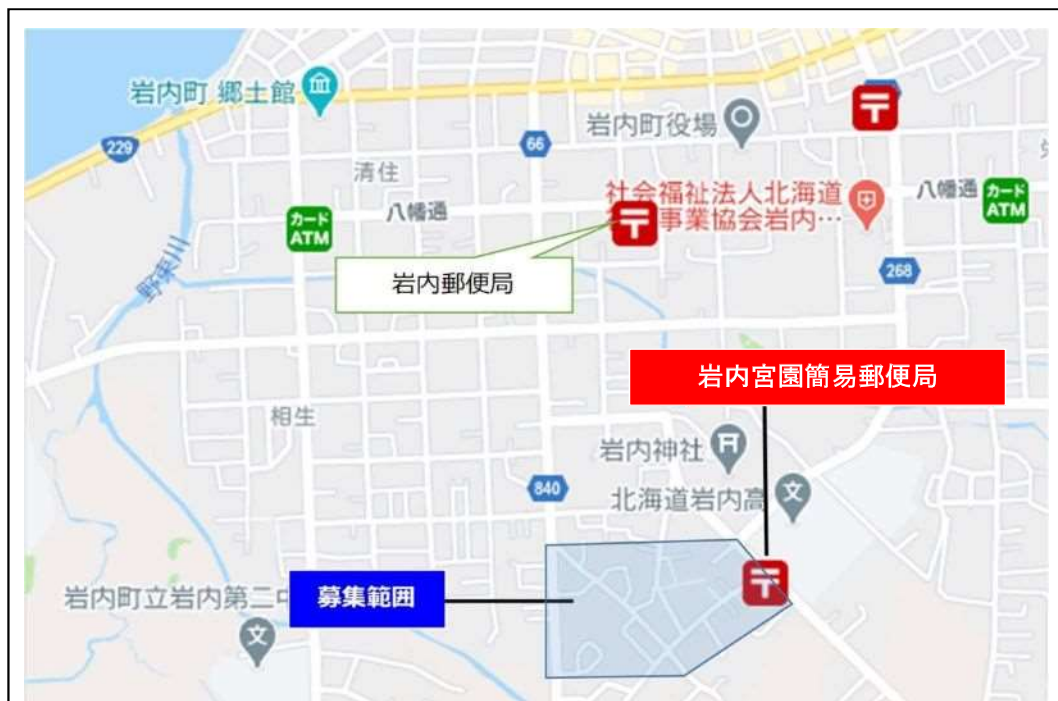 岩内町 郷土館
229
66
岩内町役場
清住
八幡通
カード
ATM
社会福祉法人北海道
事業協会岩内…
八幡通
カード
ATM
野束川
岩内郵便局
268
岩内宮園簡易郵便局
相生
岩内神社
840
北海道岩内高
募集範囲
岩内町立岩内第二中